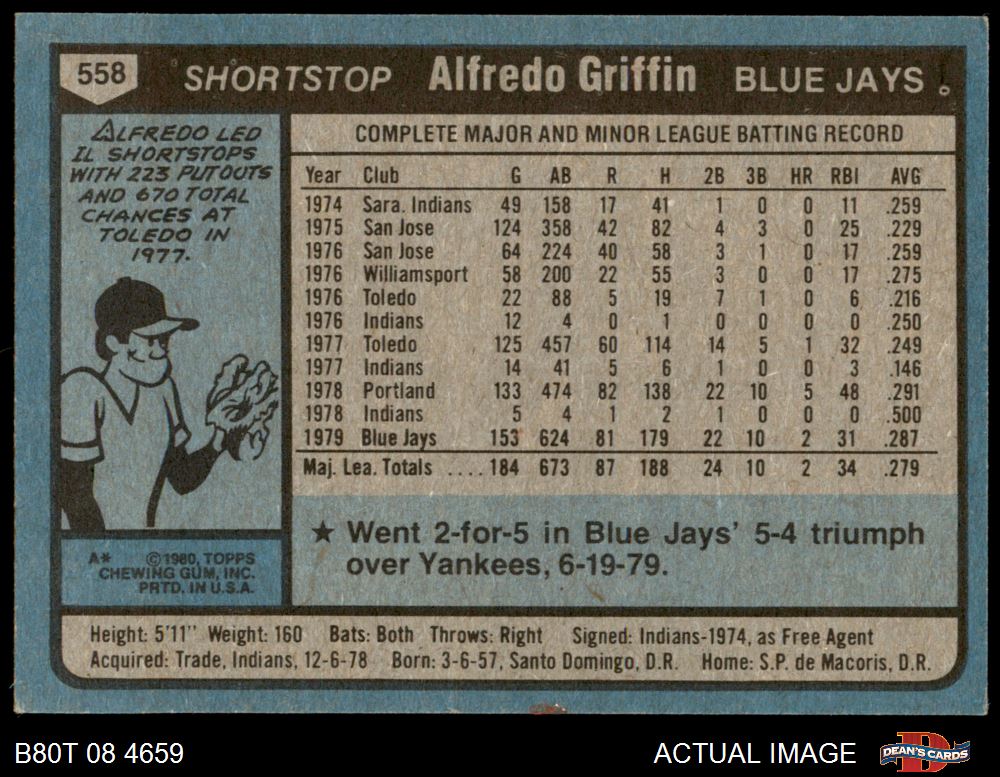 558 SHORTSTOP Alfredo Griffin BLUE JAYS
ALFREDO LED
IL SHORTSTOPS
WITH 223 PUTOUTS
AND 670 TOTAL
CHANCES AT
TOLEDO IN
1977.
COMPLETE MAJOR AND MINOR LEAGUE BATTING RECORD
Year Club G AB R H 2B 3B HR RBI AVG
1974 Sara. Indians 49 158 17 41 1 0 0 11 .259
1975 San Jose 124 358 42 82 4 3 0 25 .229
1976 San Jose 64 224 40 58 3 1 0 17 .259
1976 Williamsport 58 200 22 55 3 0 0 17 .275
1976 Toledo 22 88 5 19 7 1 0 6 .216
1976 Indians 12 4 0 1 0 0 0 0 .250
1977 Toledo 125 457 60 114 14 5 1 32 .249
1977 Indians 14 41 5 6 1 0 0 3 .146
1978 Portland 133 474 82 138 22 10 5 48 .291
1978 Indians 5 4 1 2 1 0 0 0 .500
1979 Blue Jays 153 624 81 179 22 10 2 31 .287
Maj. Lea. Totals .... 184 673 87 188 24 10 2 34 .279
★ Went 2-for-5 in Blue Jays' 5-4 triumph
over Yankees, 6-19-79.
A* ©1980, TOPPS
CHEWING GUM, INC.
PRTD. IN U.S.A.
Height: 5'11" Weight: 160 Bats: Both Throws: Right Signed: Indians-1974, as Free Agent
Acquired: Trade, Indians, 12-6-78 Born: 3-6-57, Santo Domingo, D.R. Home: S.P. de Macoris, D.R.
B80T 08 4659 ACTUAL IMAGE DEAN'S CARDS